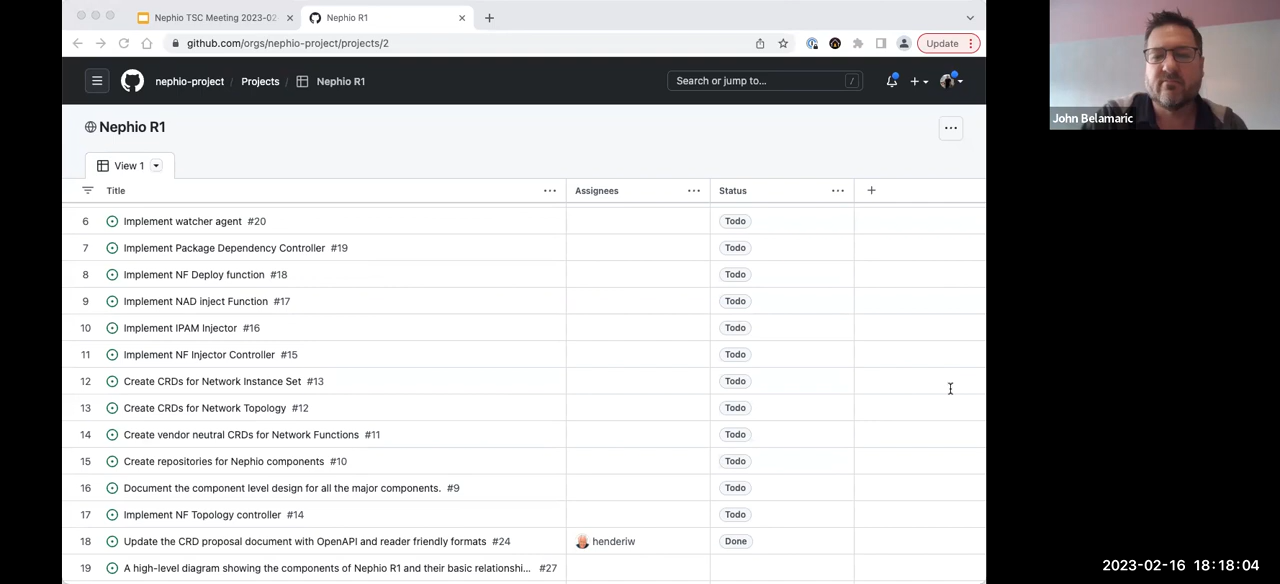 Nephio TSC Meeting 2023-02
Nephio R1
github.com/orgs/nephio-project/projects/2
Update
nephio-project / Projects / Nephio R1
Search or jump to... /
Nephio R1
View 1
Title Assignees Status
6 Implement watcher agent #20 Todo
7 Implement Package Dependency Controller #19 Todo
8 Implement NF Deploy function #18 Todo
9 Implement NAD inject Function #17 Todo
10 Implement IPAM Injector #16 Todo
11 Implement NF Injector Controller #15 Todo
12 Create CRDs for Network Instance Set #13 Todo
13 Create CRDs for Network Topology #12 Todo
14 Create vendor neutral CRDs for Network Functions #11 Todo
15 Create repositories for Nephio components #10 Todo
16 Document the component level design for all the major components. #9 Todo
17 Implement NF Topology controller #14 Todo
18 Update the CRD proposal document with OpenAPI and reader friendly formats #24 henderiw Done
19 A high-level diagram showing the components of Nephio R1 and their basic relationshi... #27
John Belamaric
2023-02-16 18:18:04